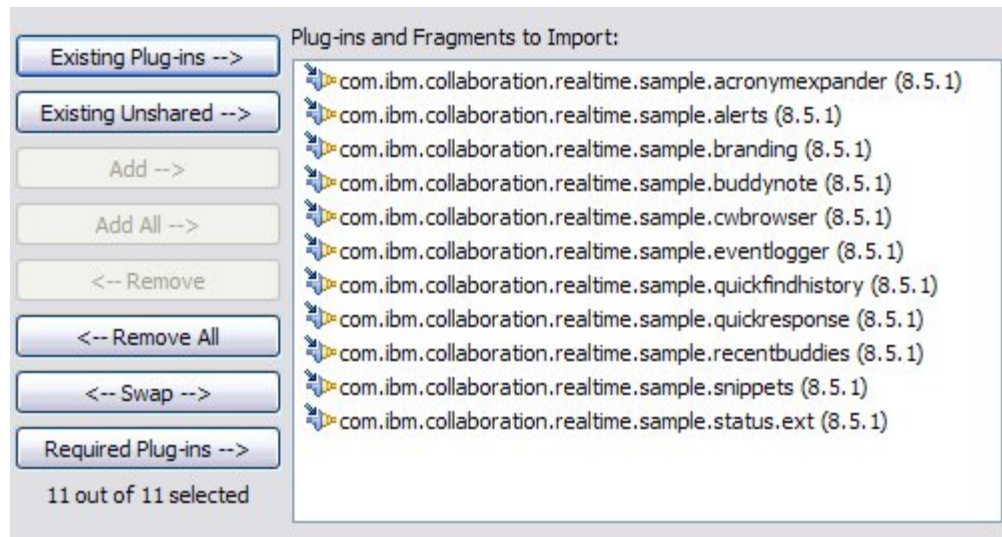 Existing Plug-ins -->
Existing Unshared -->
Add -->
Add All -->
<-- Remove
<-- Remove All
<-- Swap -->
Required Plug-ins -->
11 out of 11 selected
Plug-ins and Fragments to Import:
com.ibm.collaboration.realtime.sample.acronymexpander (8.5.1)
com.ibm.collaboration.realtime.sample.alerts (8.5.1)
com.ibm.collaboration.realtime.sample.branding (8.5.1)
com.ibm.collaboration.realtime.sample.buddynote (8.5.1)
com.ibm.collaboration.realtime.sample.cwbrowser (8.5.1)
com.ibm.collaboration.realtime.sample.eventlogger (8.5.1)
com.ibm.collaboration.realtime.sample.quickfindhistory (8.5.1)
com.ibm.collaboration.realtime.sample.quickresponse (8.5.1)
com.ibm.collaboration.realtime.sample.recentbuddies (8.5.1)
com.ibm.collaboration.realtime.sample.snippets (8.5.1)
com.ibm.collaboration.realtime.sample.status.ext (8.5.1)